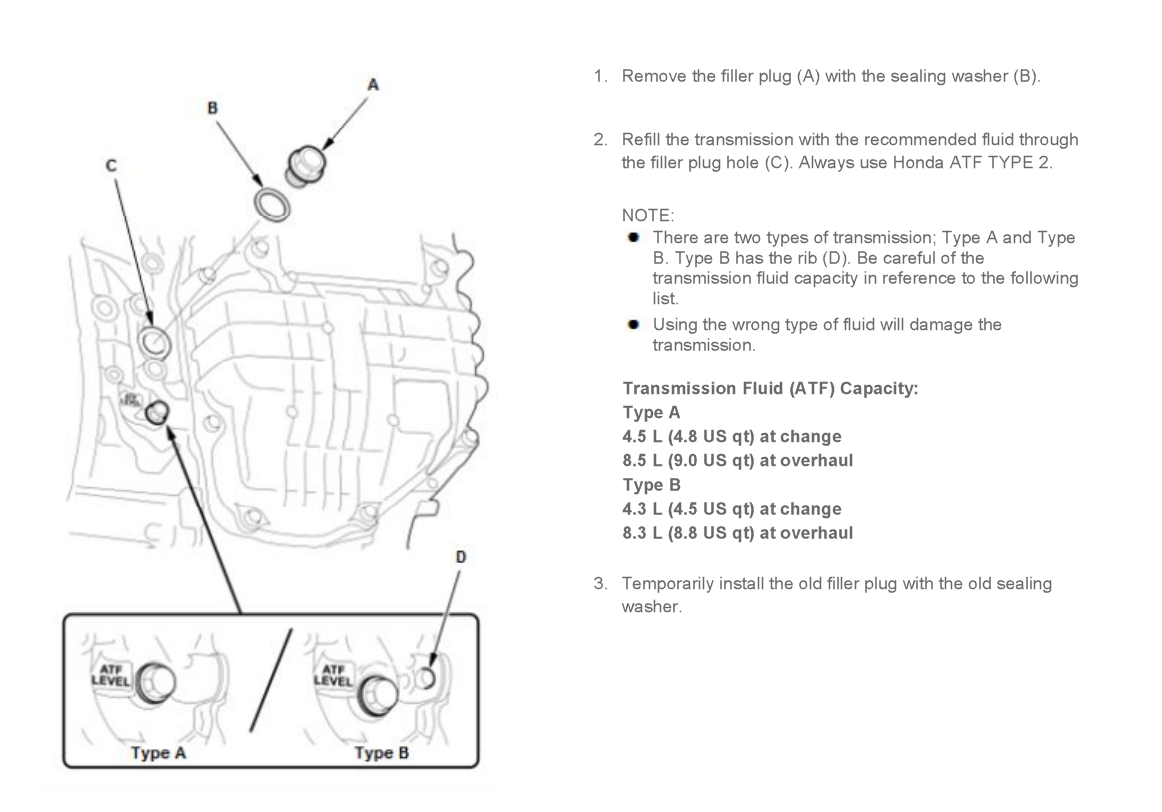 A
B
C
ATF
LEVEL
D
ATF
LEVEL
Type A
ATF
LEVEL
Type B
1. Remove the filler plug (A) with the sealing washer (B).
2. Refill the transmission with the recommended fluid through
the filler plug hole (C). Always use Honda ATF TYPE 2.
NOTE:
● There are two types of transmission; Type A and Type
B. Type B has the rib (D). Be careful of the
transmission fluid capacity in reference to the following
list.
● Using the wrong type of fluid will damage the
transmission.
Transmission Fluid (ATF) Capacity:
Type A
4.5 L (4.8 US qt) at change
8.5 L (9.0 US qt) at overhaul
Type B
4.3 L (4.5 US qt) at change
8.3 L (8.8 US qt) at overhaul
3. Temporarily install the old filler plug with the old sealing
washer.